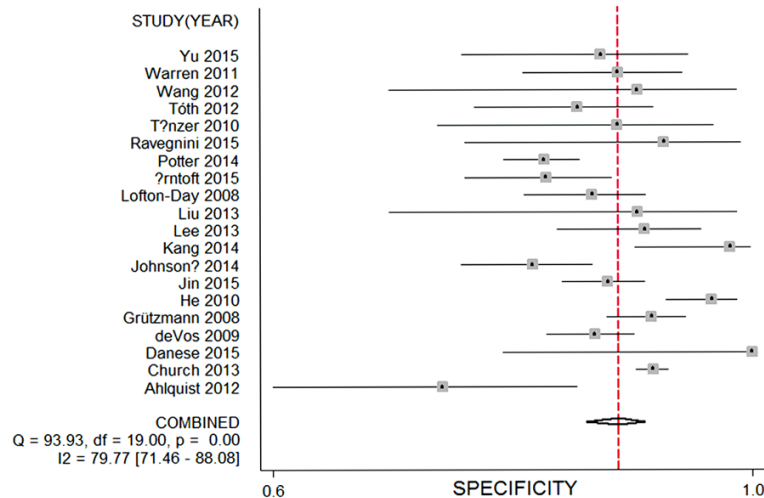 STUDY(YEAR)
Yu 2015
Warren 2011
Wang 2012
Tóth 2012
T?nzer 2010
Ravegnini 2015
Potter 2014
?rntoft 2015
Lofton-Day 2008
Liu 2013
Lee 2013
Kang 2014
Johnson? 2014
Jin 2015
He 2010
Grützmann 2008
deVos 2009
Danese 2015
Church 2013
Ahlquist 2012
COMBINED
Q = 93.93, df = 19.00, p = 0.00
I2 = 79.77 [71.46 - 88.08]
0.6 SPECIFICITY 1.0